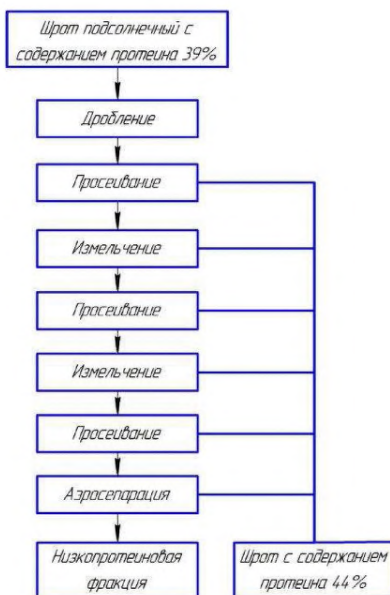 Шрот подсолнечный с
содержанием протеина 39%
Дробление
Просеивание
Измельчение
Просеивание
Измельчение
Просеивание
Аэросепарация
Низкопротеиновая
фракция
Шрот с содержанием
протеина 44%